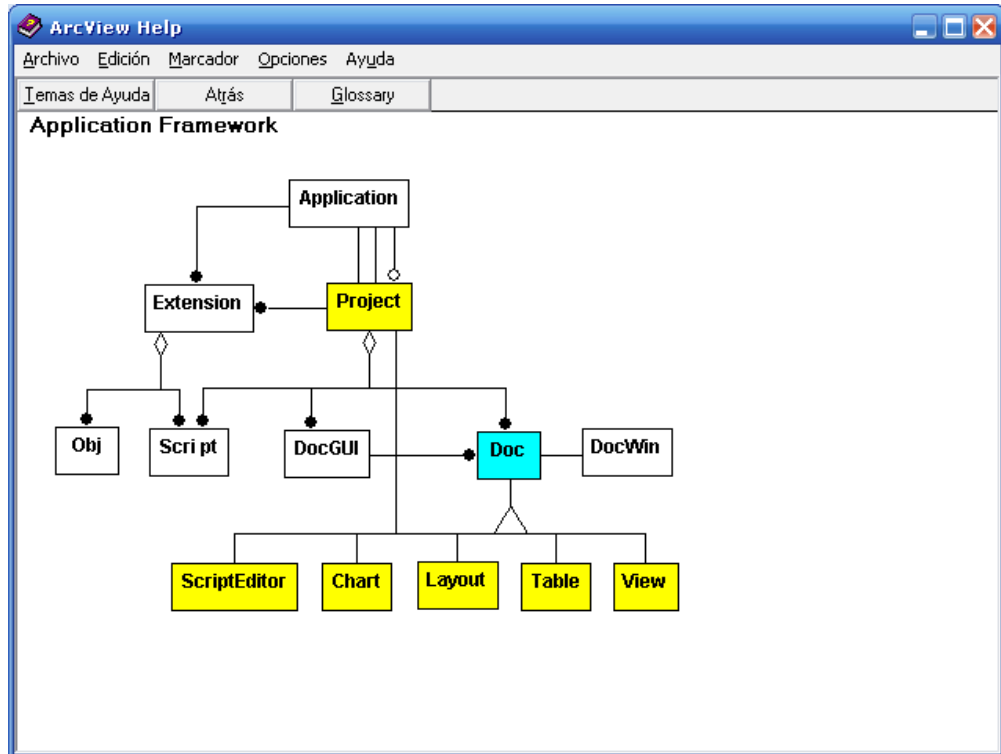 ArcView Help
Archivo Edición Marcador Opciones Ayuda
Temas de Ayuda Atrás Glossary
Application Framework
Application
Extension Project
Obj Scri pt DocGUI Doc DocWin
ScriptEditor Chart Layout Table View